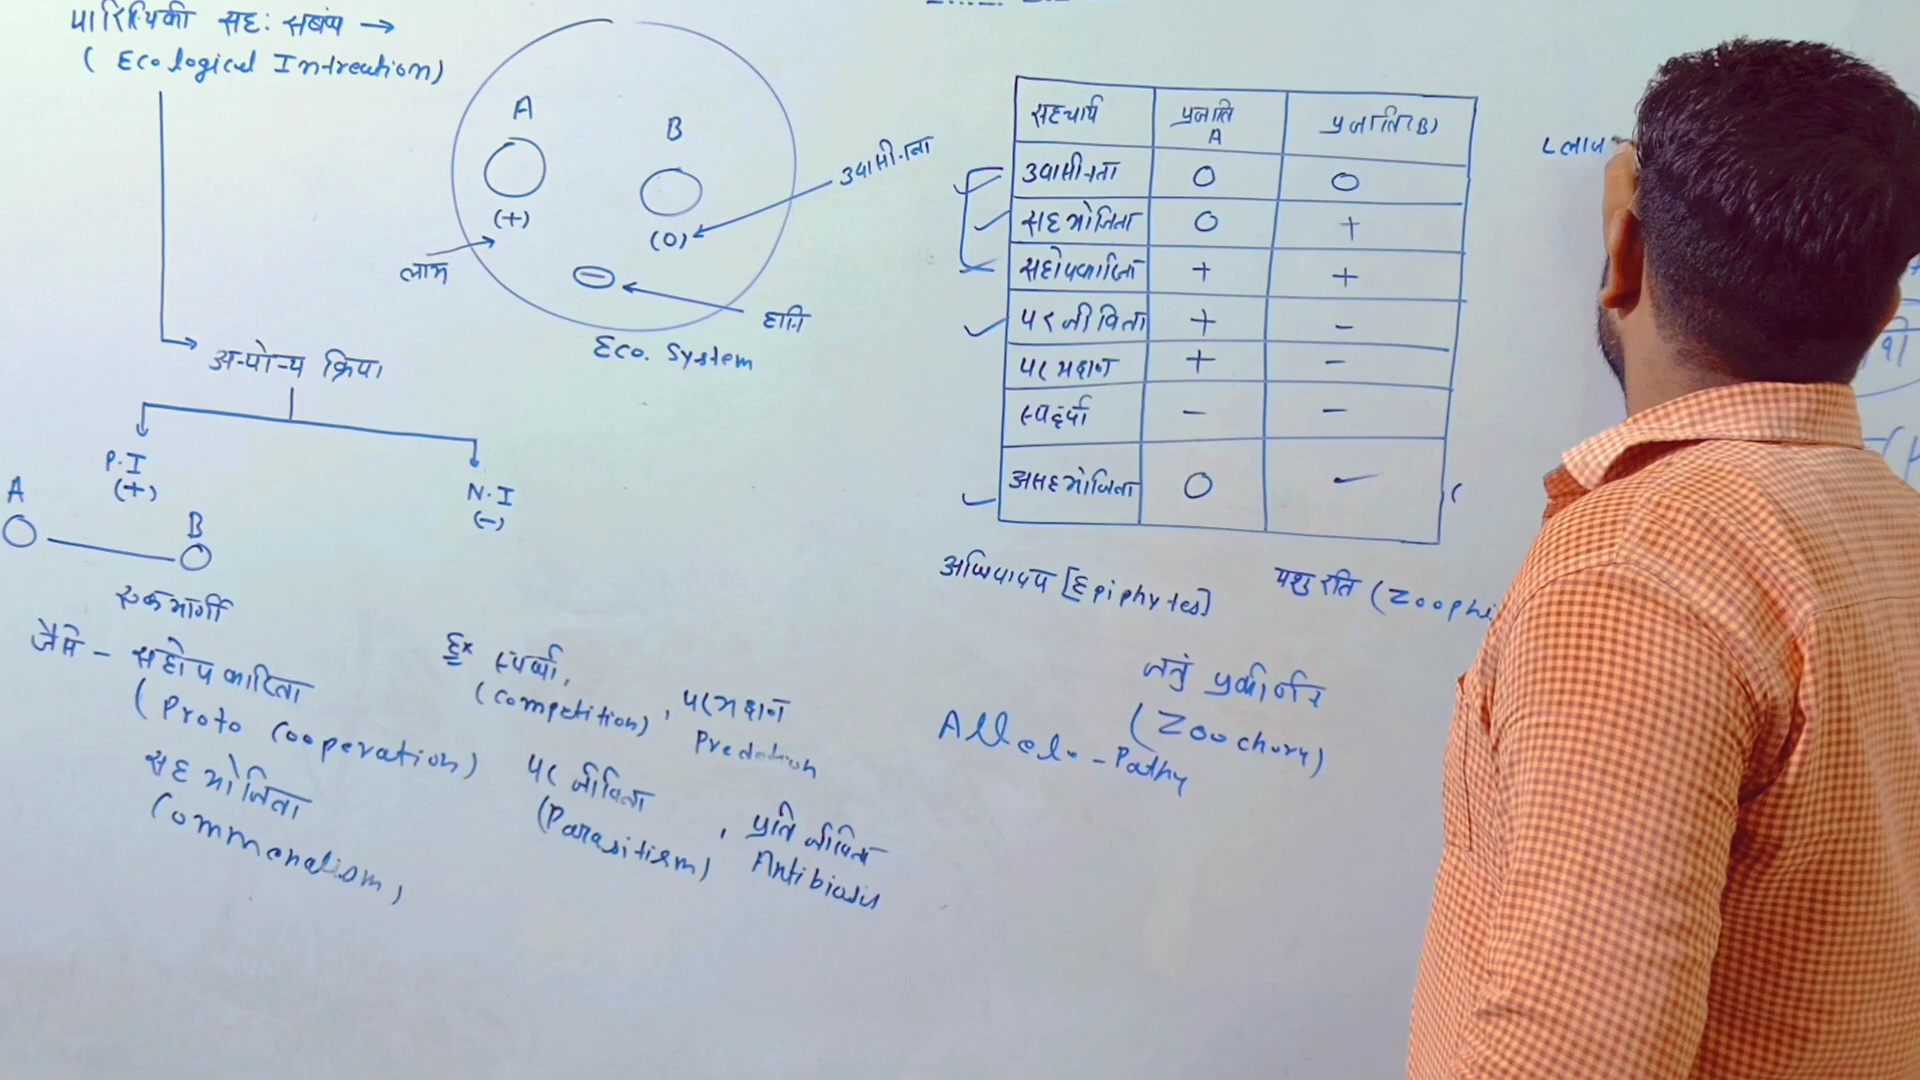 पारिस्थिकी सह: सबंध →
( Ecological Intreaction)
A
B
(+)
(0)
उदासीनता
लाभ
हानि
Eco. System
अन्योन्य क्रिया
P.I
(+)
N.I
(-)
A
B
एकमार्गी
जैसे - सहोपकारिता
(Proto Cooperation)
सहभोजिता
Commenalism,
Ex स्पर्धा,
(Competition), परभक्षण
Predation
परजीविता
(Parasitism)
, प्रतिजीविता
Antibiosis
सहचार्य प्रजाति A प्रजाति(B)
उदासीनता 0 0
सहभोजिता 0 +
सहोपकारिता + +
परजीविता + -
परभक्षण + -
स्पर्द्धा - -
असहभोजिता 0 -
अधिपादप [Epiphytes]
पशु रति (Zoophi
जन्तु प्रकीर्णन
(Zoochory)
Allelo-Pathy